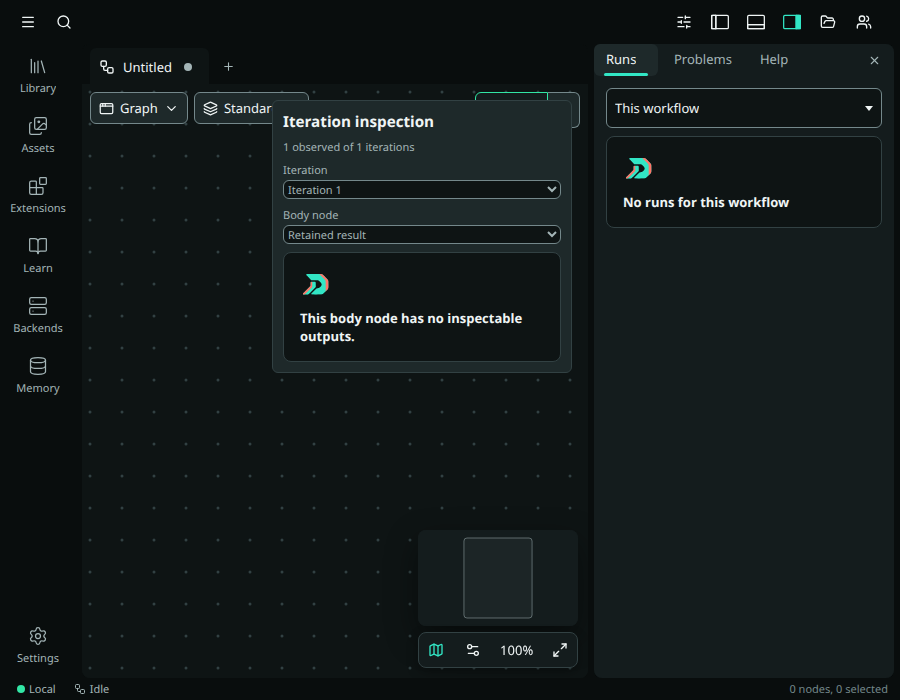 Untitled
Runs
Problems
Help
Library
Assets
Extensions
Learn
Backends
Memory
Settings
Graph
Iteration inspection
1 observed of 1 iterations
Iteration
Iteration 1
Body node
Retained result
This body node has no inspectable
outputs.
This workflow
No runs for this workflow
100%
Local
Idle
0 nodes, 0 selected